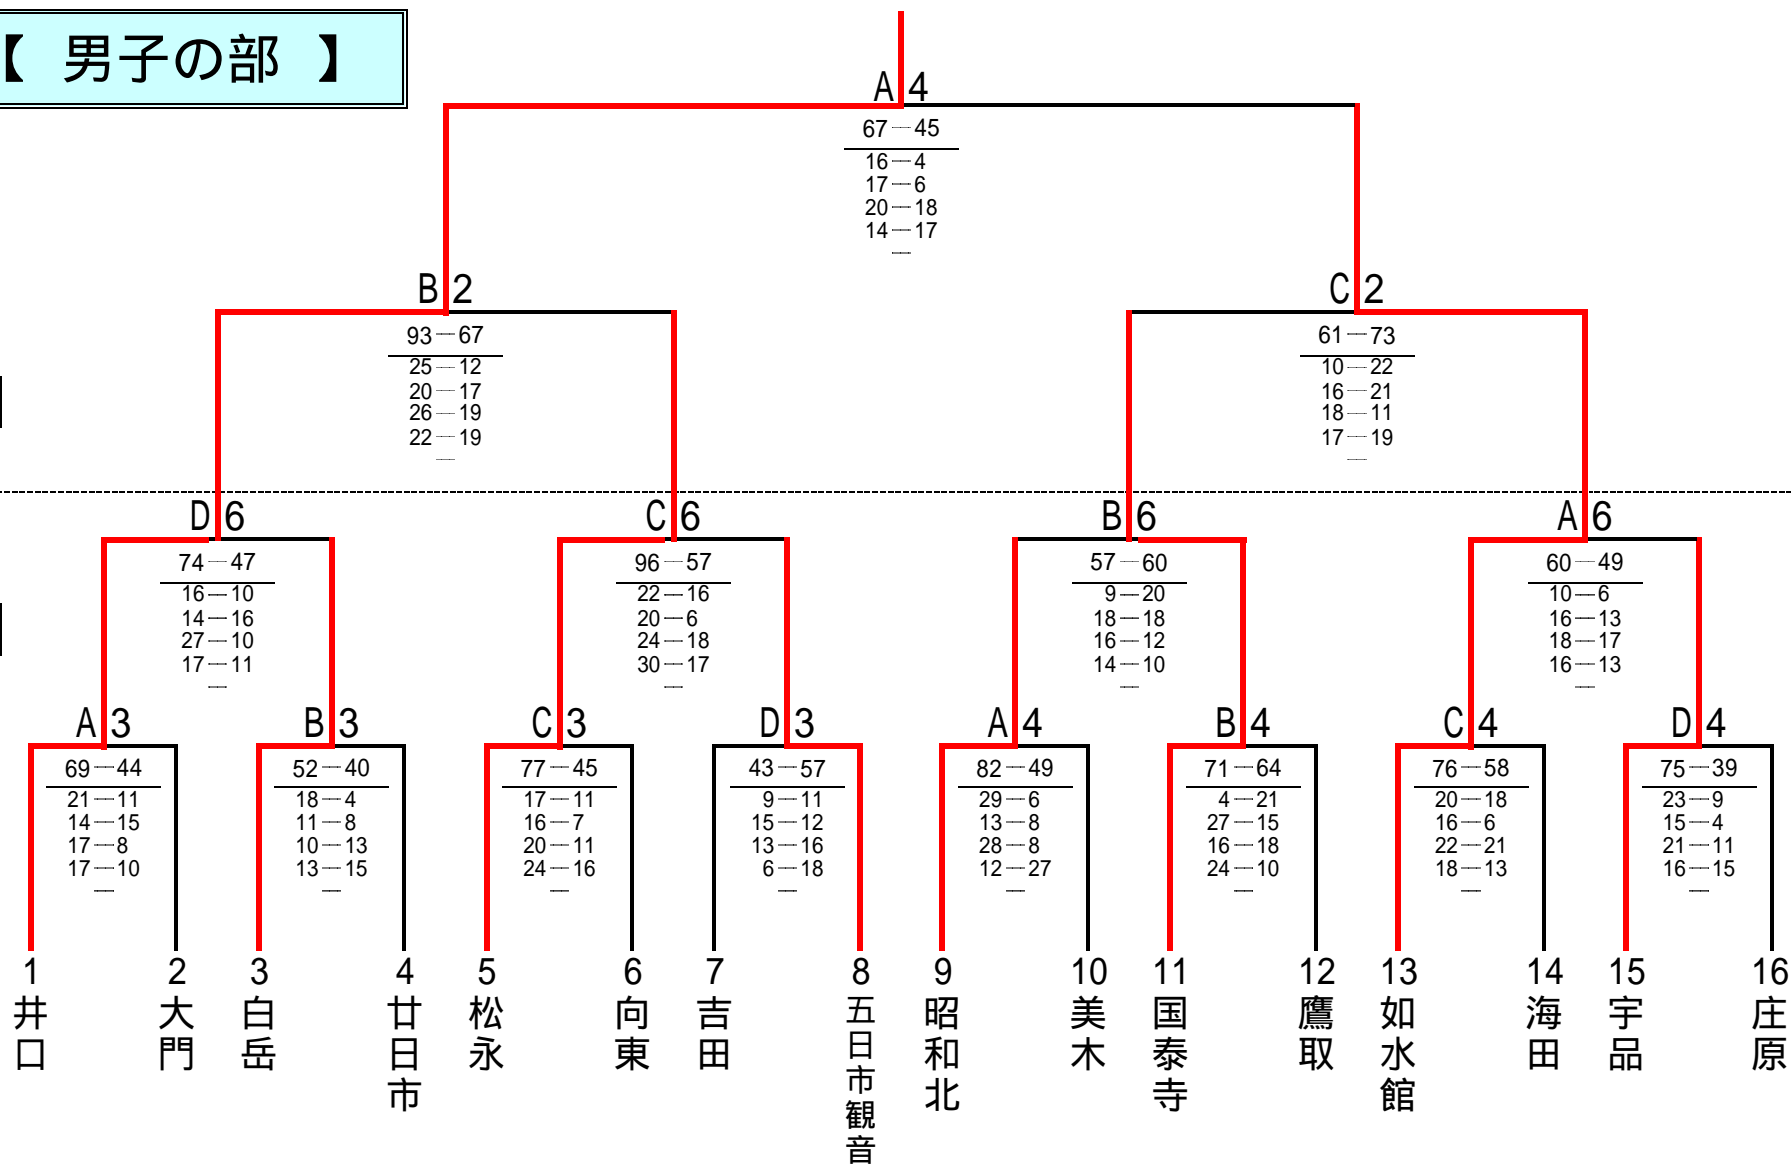 【 男子の部 】
A 4
67 — 45
16 — 4
17 — 6
20 — 18
14 — 17
—
B 2
93 — 67
25 — 12
20 — 17
26 — 19
22 — 19
—
C 2
61 — 73
10 — 22
16 — 21
18 — 11
17 — 19
—
D 6
74 — 47
16 — 10
14 — 16
27 — 10
17 — 11
—
C 6
96 — 57
22 — 16
20 — 6
24 — 18
30 — 17
—
B 6
57 — 60
9 — 20
18 — 18
16 — 12
14 — 10
—
A 6
60 — 49
10 — 6
16 — 13
18 — 17
16 — 13
—
A 3
69 — 44
21 — 11
14 — 15
17 — 8
17 — 10
—
B 3
52 — 40
18 — 4
11 — 8
10 — 13
13 — 15
—
C 3
77 — 45
17 — 11
16 — 7
20 — 11
24 — 16
—
D 3
43 — 57
9 — 11
15 — 12
13 — 16
6 — 18
—
A 4
82 — 49
29 — 6
13 — 8
28 — 8
12 — 27
—
B 4
71 — 64
4 — 21
27 — 15
16 — 18
24 — 10
—
C 4
76 — 58
20 — 18
16 — 6
22 — 21
18 — 13
—
D 4
75 — 39
23 — 9
15 — 4
21 — 11
16 — 15
—
1
井口
2
大門
3
白岳
4
廿日市
5
松永
6
向東
7
吉田
8
五日市観音
9
昭和北
10
美木
11
国泰寺
12
鷹取
13
如水館
14
海田
15
宇品
16
庄原